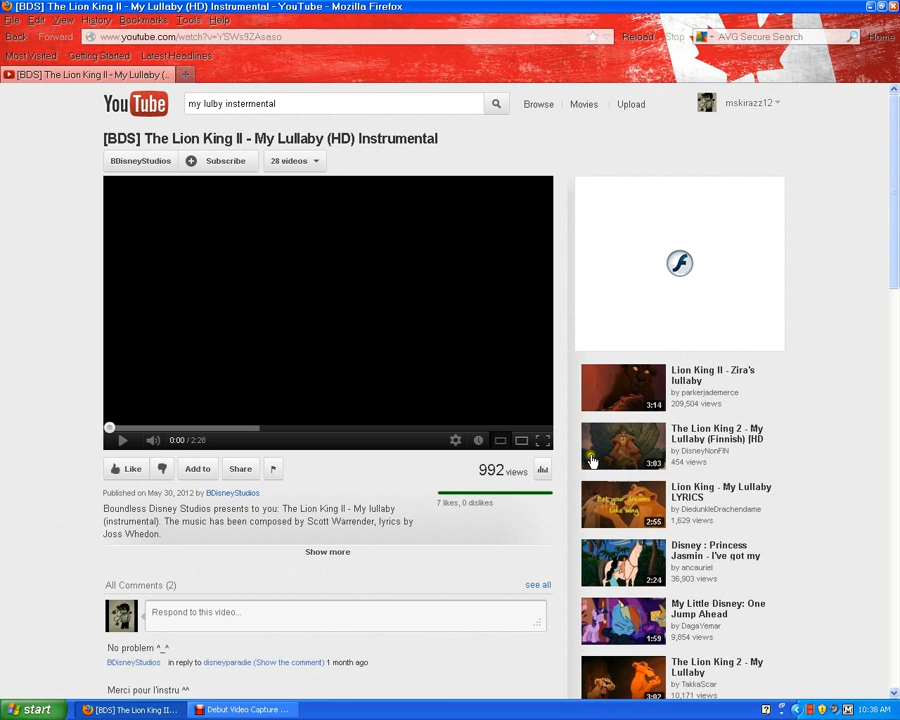 [BDS] The Lion King II - My Lullaby (HD) Instrumental - YouTube - Mozilla Firefox
File Edit View History Bookmarks Tools Help
Back Forward www.youtube.com/watch?v=YSWs9ZAsaso Reload Stop AVG Secure Search Home
Most Visited Getting Started Latest Headlines
[BDS] The Lion King II - My Lullaby (...
YouTube my lulby instermental Browse Movies Upload mskirazz12
[BDS] The Lion King II - My Lullaby (HD) Instrumental
BDisneyStudios Subscribe 28 videos
Lion King II - Zira's
lullaby
by parkerjademerce
209,504 views
3:14
The Lion King 2 - My
Lullaby (Finnish) [HD
by DisneyNonFIN
454 views
3:03
0:00 / 2:28
Like Add to Share 992 views
Lion King - My Lullaby
LYRICS
by DiedunkleDrachendame
1,629 views
Bet your dreams
take wing
2:55
Published on May 30, 2012 by BDisneyStudios
7 likes, 0 dislikes
Boundless Disney Studios presents to you: The Lion King II - My Lullaby
(instrumental). The music has been composed by Scott Warrender, lyrics by
Joss Whedon.
Show more
Disney : Princess
Jasmin - I've got my
by ancauriel
36,903 views
2:24
All Comments (2) see all
Respond to this video...
My Little Disney: One
Jump Ahead
by DagaYemar
9,854 views
1:59
No problem ^_^
BDisneyStudios in reply to disneyparadie (Show the comment) 1 month ago
Merci pour l'instru ^^
The Lion King 2 - My
Lullaby
by TakkaScar
10,171 views
3:02
start [BDS] The Lion King II... Debut Video Capture ... 10:38 AM